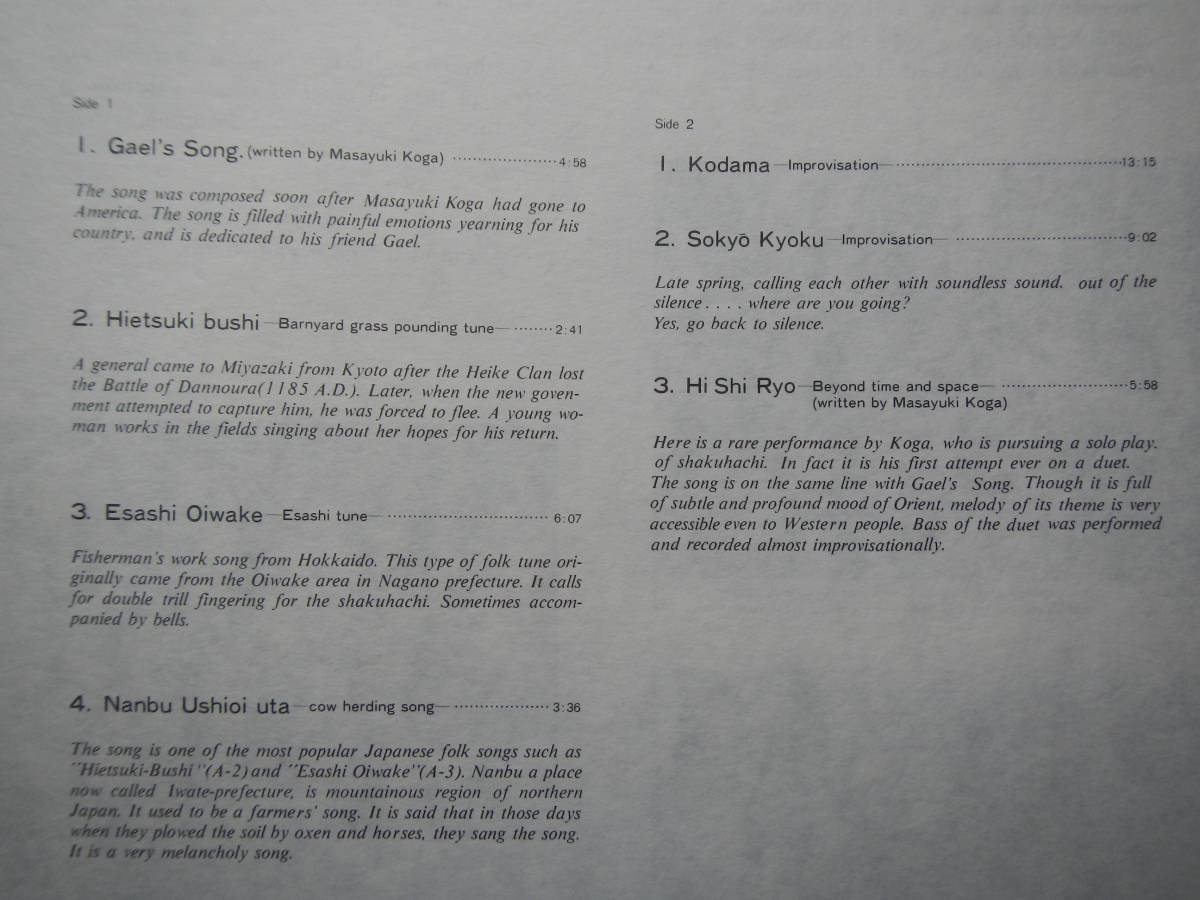 Side 1
1. Gael's Song. (written by Masayuki Koga) ···················· 4:58
The song was composed soon after Masayuki Koga had gone to
America. The song is filled with painful emotions yearning for his
country, and is dedicated to his friend Gael.
2. Hietsuki bushi—Barnyard grass pounding tune— ········ 2:41
A general came to Miyazaki from Kyoto after the Heike Clan lost
the Battle of Dannoura(1185 A.D.). Later, when the new goven-
ment attempted to capture him, he was forced to flee. A young wo-
man works in the fields singing about her hopes for his return.
3. Esashi Oiwake—Esashi tune— ······························· 6:07
Fisherman's work song from Hokkaido. This type of folk tune ori-
ginally came from the Oiwake area in Nagano prefecture. It calls
for double trill fingering for the shakuhachi. Sometimes accom-
panied by bells.
4. Nanbu Ushioi uta—cow herding song— ··················· 3:36
The song is one of the most popular Japanese folk songs such as
"Hietsuki-Bushi"(A-2) and "Esashi Oiwake"(A-3). Nanbu a place
now called Iwate-prefecture, is mountainous region of northern
Japan. It used to be a farmers' song. It is said that in those days
when they plowed the soil by oxen and horses, they sang the song.
It is a very melancholy song.
Side 2
1. Kodama—Improvisation— ············································ 13:15
2. Sokyō Kyoku—Improvisation— ································· 9:02
Late spring, calling each other with soundless sound. out of the
silence . . . . where are you going?
Yes, go back to silence.
3. Hi Shi Ryo—Beyond time and space— ························· 5:58
(written by Masayuki Koga)
Here is a rare performance by Koga, who is pursuing a solo play.
of shakuhachi. In fact it is his first attempt ever on a duet.
The song is on the same line with Gael's Song. Though it is full
of subtle and profound mood of Orient, melody of its theme is very
accessible even to Western people. Bass of the duet was performed
and recorded almost improvisationally.